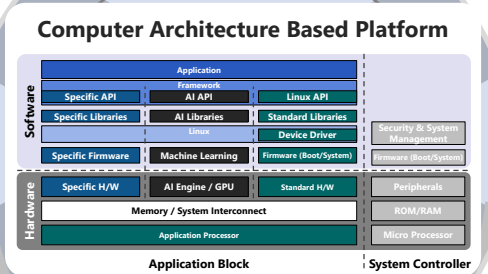 Computer Architecture Based Platform
Software
Application
Framework
Specific API
AI API
Linux API
Specific Libraries
AI Libraries
Standard Libraries
Linux
Device Driver
Specific Firmware
Machine Learning
Firmware (Boot/System)
Security & System
Management
Firmware (Boot/System)
Hardware
Specific H/W
AI Engine / GPU
Standard H/W
Peripherals
Memory / System Interconnect
ROM/RAM
Application Processor
Micro Processor
Application Block
System Controller